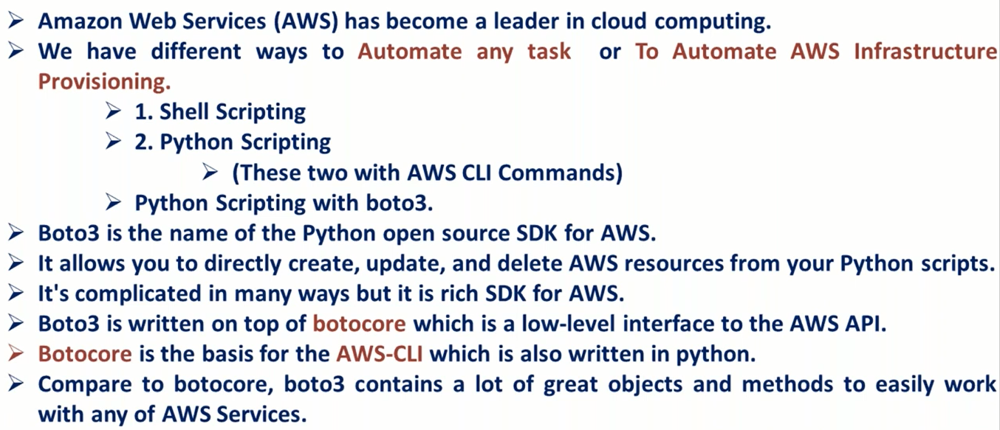 ➢ Amazon Web Services (AWS) has become a leader in cloud computing.
➢ We have different ways to Automate any task or To Automate AWS Infrastructure
Provisioning.
➢ 1. Shell Scripting
➢ 2. Python Scripting
➢ (These two with AWS CLI Commands)
➢ Python Scripting with boto3.
➢ Boto3 is the name of the Python open source SDK for AWS.
➢ It allows you to directly create, update, and delete AWS resources from your Python scripts.
➢ It's complicated in many ways but it is rich SDK for AWS.
➢ Boto3 is written on top of botocore which is a low-level interface to the AWS API.
➢ Botocore is the basis for the AWS-CLI which is also written in python.
➢ Compare to botocore, boto3 contains a lot of great objects and methods to easily work
with any of AWS Services.